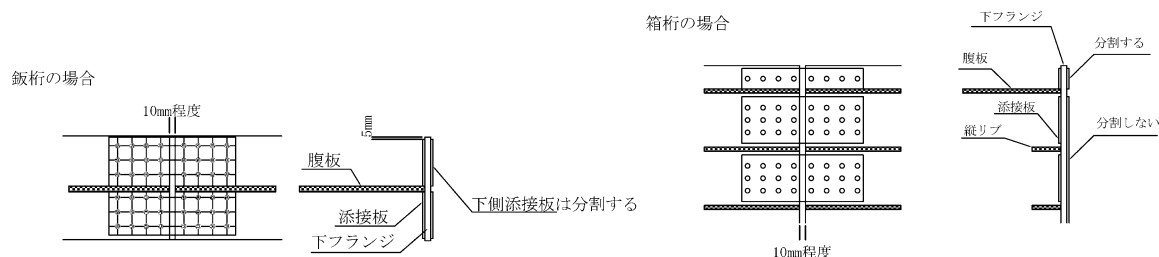 鈑桁の場合
10mm程度
5mm
腹板
添接板
下フランジ
下側添接板は分割する
箱桁の場合
下フランジ
分割する
腹板
添接板
縦リブ
分割しない
10mm程度